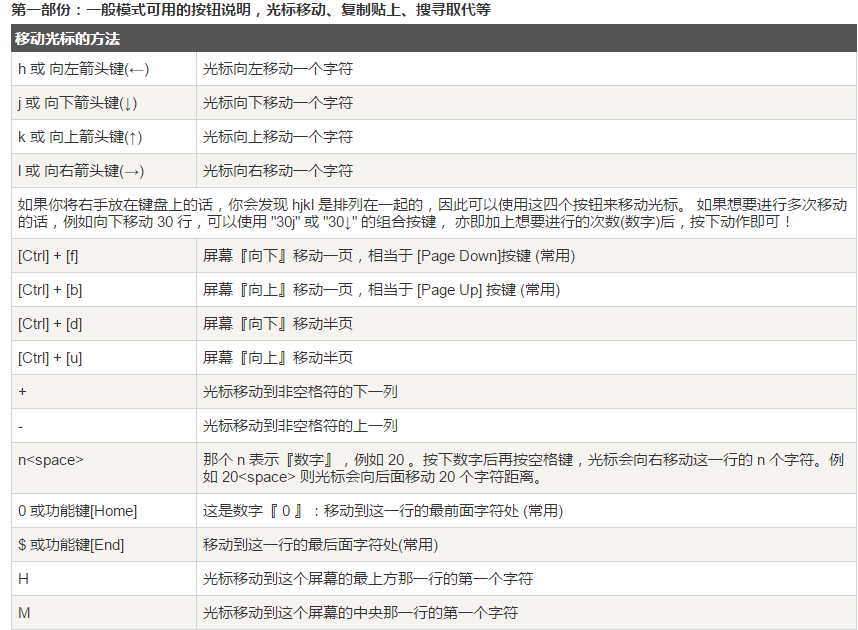 第一部份：一般模式可用的按钮说明，光标移动、复制贴上、搜寻取代等
移动光标的方法
h 或 向左箭头键(←) 光标向左移动一个字符
j 或 向下箭头键(↓) 光标向下移动一个字符
k 或 向上箭头键(↑) 光标向上移动一个字符
l 或 向右箭头键(→) 光标向右移动一个字符
如果你将右手放在键盘上的话，你会发现 hjkl 是排列在一起的，因此可以使用这四个按钮来移动光标。 如果想要进行多次移动
的话，例如向下移动 30 行，可以使用 "30j" 或 "30↓" 的组合按键， 亦即加上想要进行的次数(数字)后，按下动作即可！
[Ctrl] + [f] 屏幕『向下』移动一页，相当于 [Page Down]按键 (常用)
[Ctrl] + [b] 屏幕『向上』移动一页，相当于 [Page Up] 按键 (常用)
[Ctrl] + [d] 屏幕『向下』移动半页
[Ctrl] + [u] 屏幕『向上』移动半页
+ 光标移动到非空格符的下一列
- 光标移动到非空格符的上一列
n<space> 那个 n 表示『数字』，例如 20 。按下数字后再按空格键，光标会向右移动这一行的 n 个字符。例
如 20<space> 则光标会向后面移动 20 个字符距离。
0 或功能键[Home] 这是数字『 0 』：移动到这一行的最前面字符处 (常用)
$ 或功能键[End] 移动到这一行的最后面字符处(常用)
H 光标移动到这个屏幕的最上方那一行的第一个字符
M 光标移动到这个屏幕的中央那一行的第一个字符